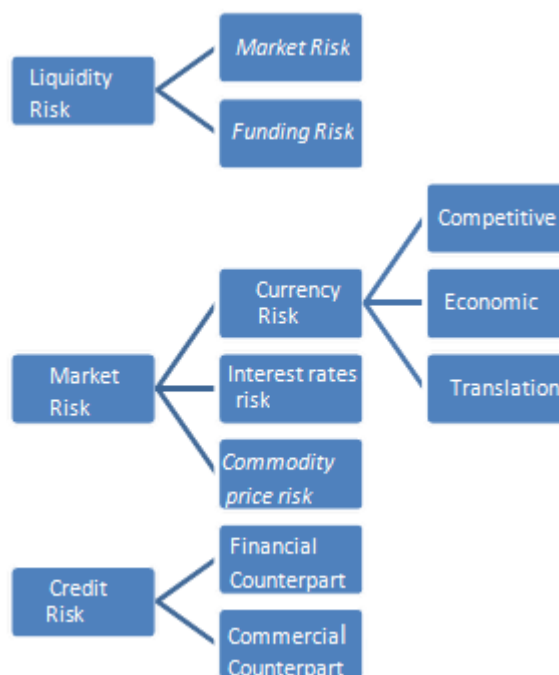 Liquidity
Risk
Market Risk
Funding Risk
Market
Risk
Currency
Risk
Competitive
Economic
Translation
Interest rates
risk
Commodity
price risk
Credit
Risk
Financial
Counterpart
Commercial
Counterpart